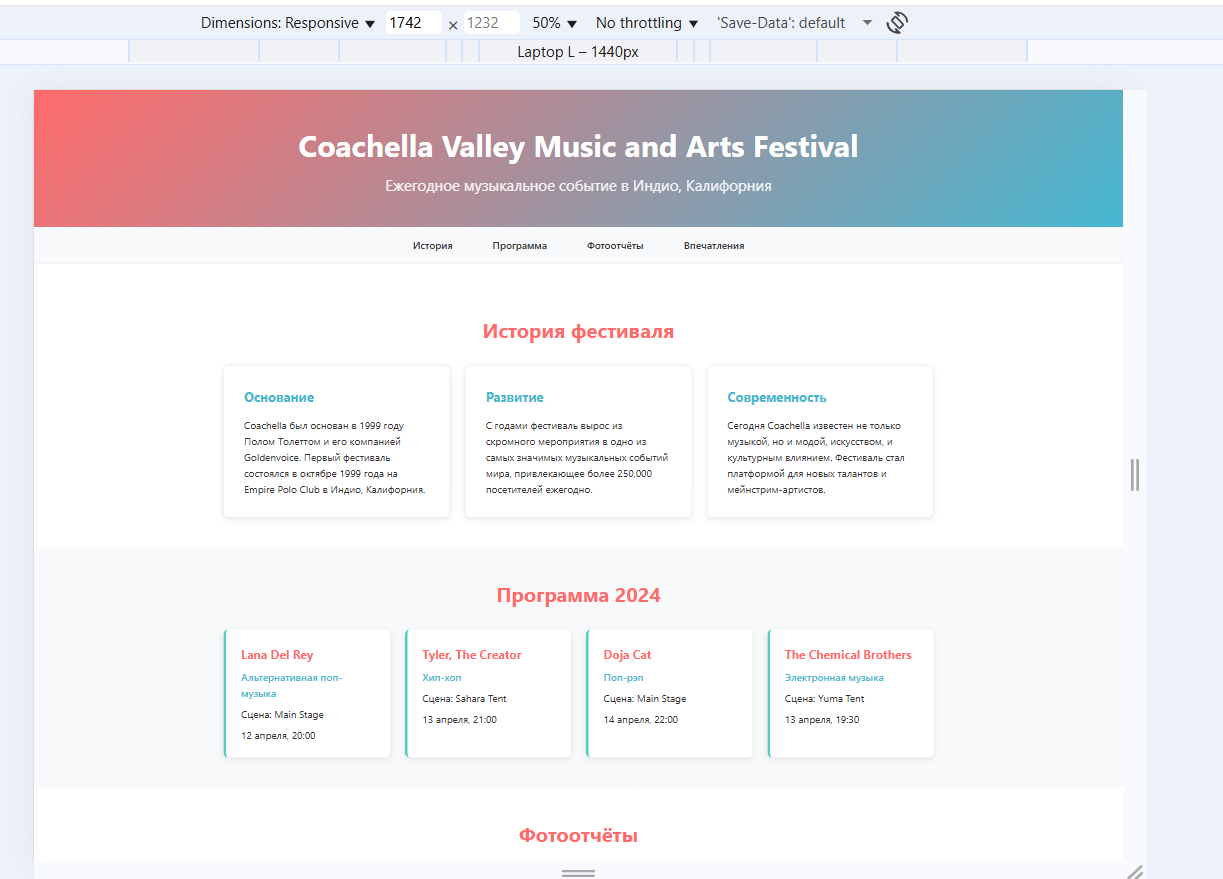 Dimensions: Responsive ▼ 1742 × 1232 50% ▼ No throttling ▼ 'Save-Data': default
Laptop L – 1440px
Coachella Valley Music and Arts Festival
Ежегодное музыкальное событие в Индио, Калифорния
История Программа Фотоотчёты Впечатления
История фестиваля
Основание
Coachella был основан в 1999 году
Полом Толеттом и его компанией
Goldenvoice. Первый фестиваль
состоялся в октябре 1999 года на
Empire Polo Club в Индио, Калифорния.
Развитие
С годами фестиваль вырос из
скромного мероприятия в одно из
самых значимых музыкальных событий
мира, привлекающее более 250,000
посетителей ежегодно.
Современность
Сегодня Coachella известен не только
музыкой, но и модой, искусством, и
культурным влиянием. Фестиваль стал
платформой для новых талантов и
мейнстрим-артистов.
Программа 2024
Lana Del Rey
Альтернативная поп-
музыка
Сцена: Main Stage
12 апреля, 20:00
Tyler, The Creator
Хип-хоп
Сцена: Sahara Tent
13 апреля, 21:00
Doja Cat
Поп-рэп
Сцена: Main Stage
14 апреля, 22:00
The Chemical Brothers
Электронная музыка
Сцена: Yuma Tent
13 апреля, 19:30
Фотоотчёты